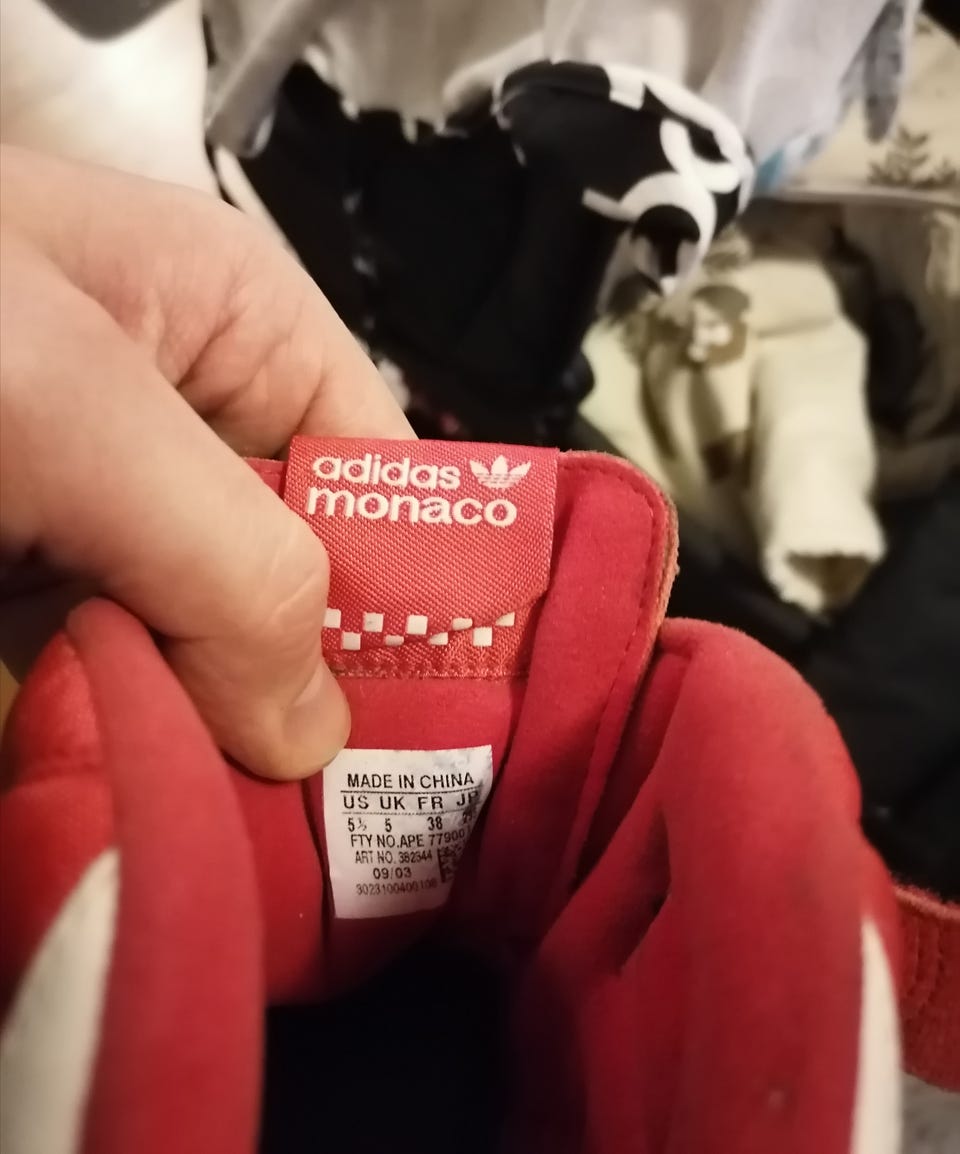 adidas
monaco
MADE IN CHINA
US UK FR JP
5½ 5 38
FTY NO.APE 779001
ART NO. 382344
09/03